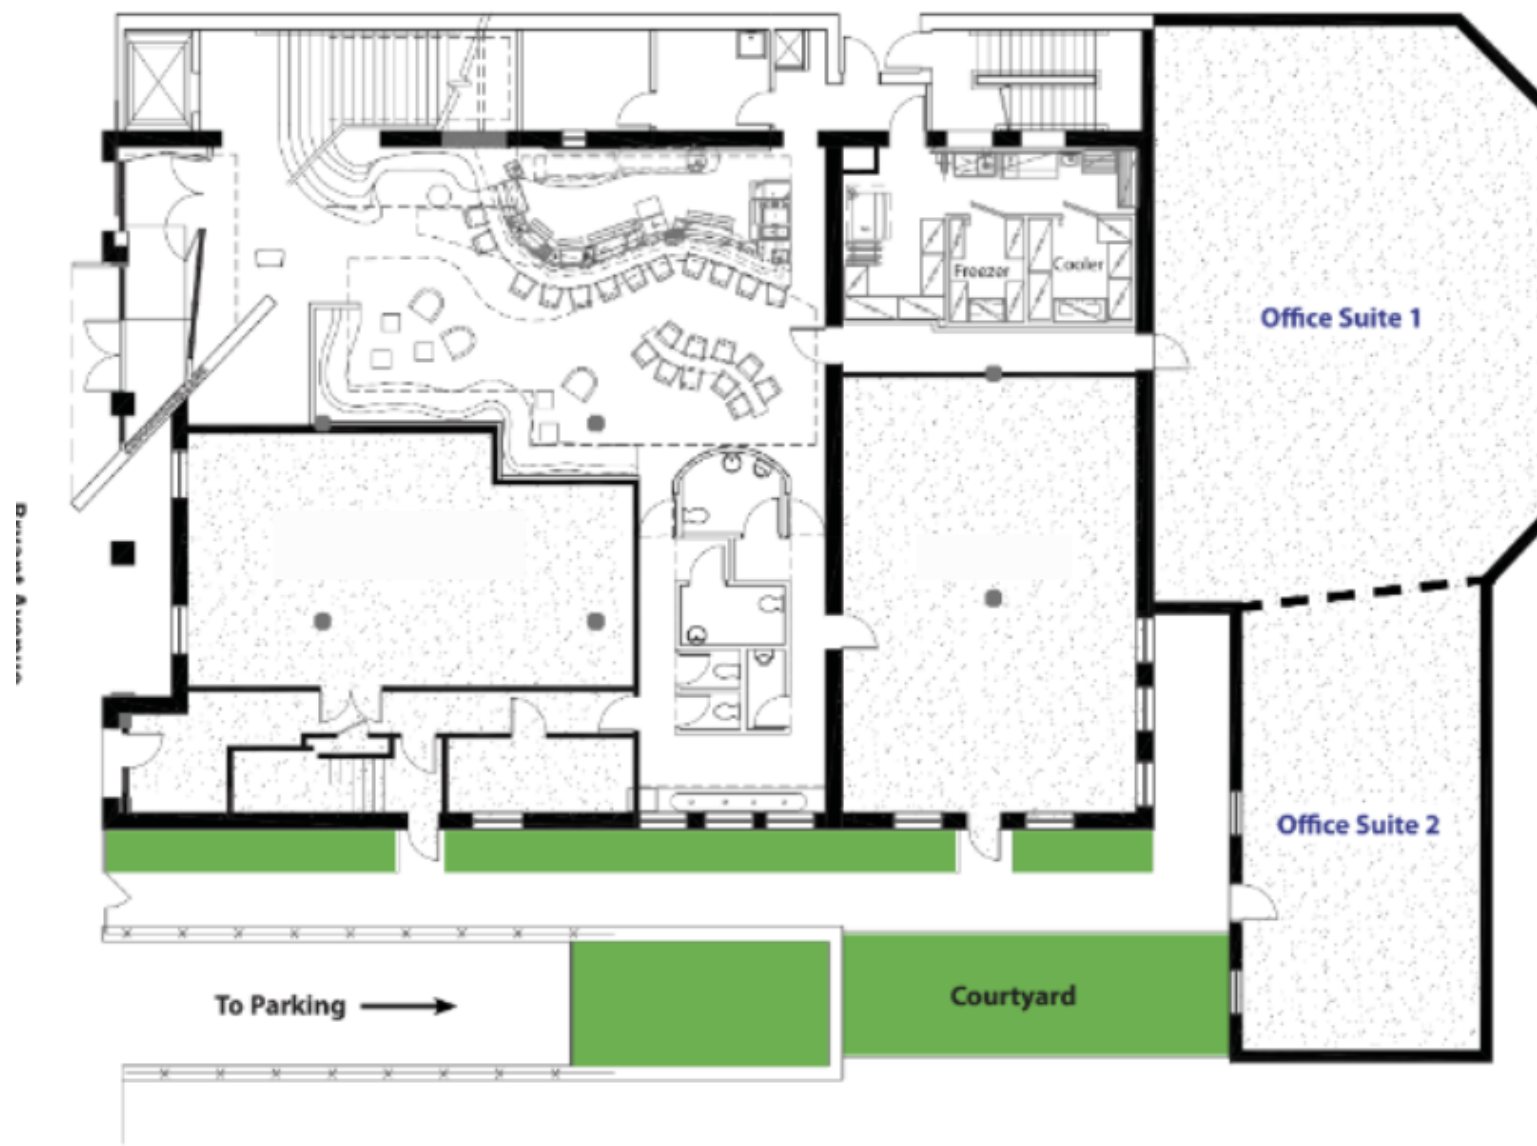 Freezer
Cooler
Office Suite 1
Office Suite 2
To Parking
Courtyard